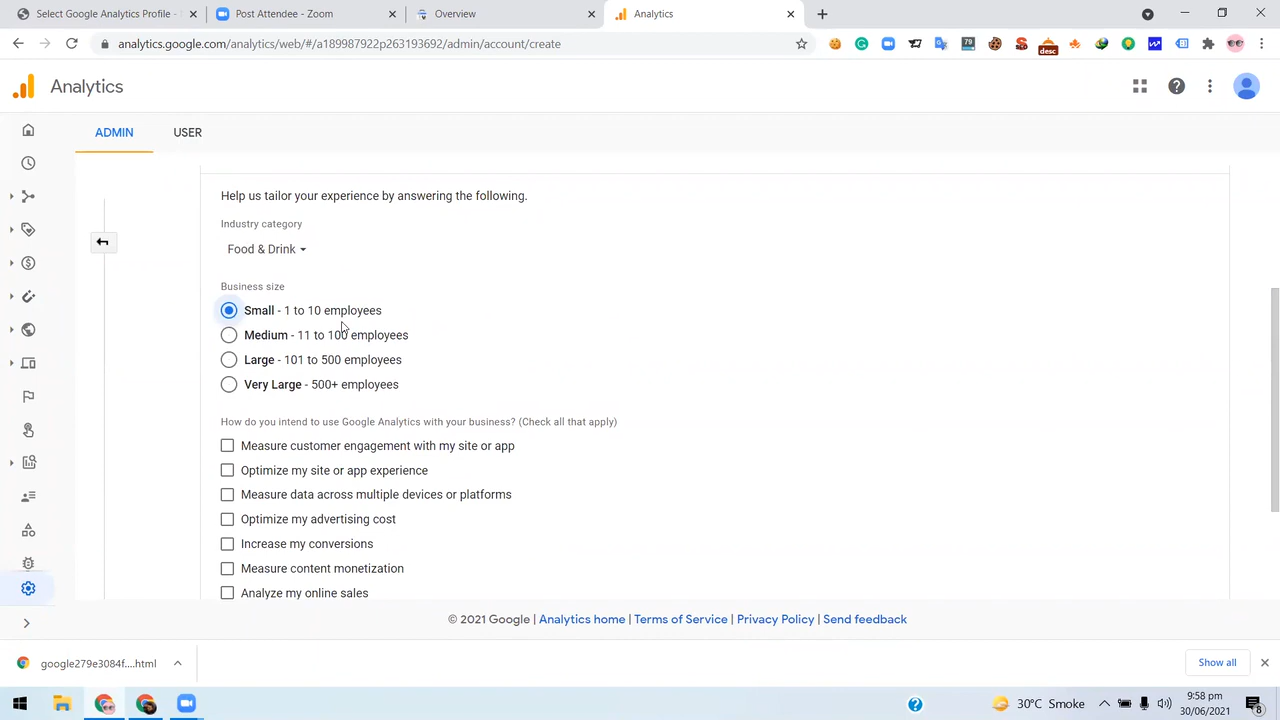 Select Google Analytics Profile -
Post Attendee - Zoom
Overview
Analytics
analytics.google.com/analytics/web/#/a189287922p263193692/admin/account/create
79
desc
Analytics
ADMIN
USER
Help us tailor your experience by answering the following.
Industry category
Food & Drink
Business size
Small - 1 to 10 employees
Medium - 11 to 100 employees
Large - 101 to 500 employees
Very Large - 500+ employees
How do you intend to use Google Analytics with your business? (Check all that apply)
Measure customer engagement with my site or app
Optimize my site or app experience
Measure data across multiple devices or platforms
Optimize my advertising cost
Increase my conversions
Measure content monetization
Analyze my online sales
© 2021 Google | Analytics home | Terms of Service | Privacy Policy | Send feedback
google279e3084f....html
Show all
30°C Smoke
9:58 pm
30/06/2021
8